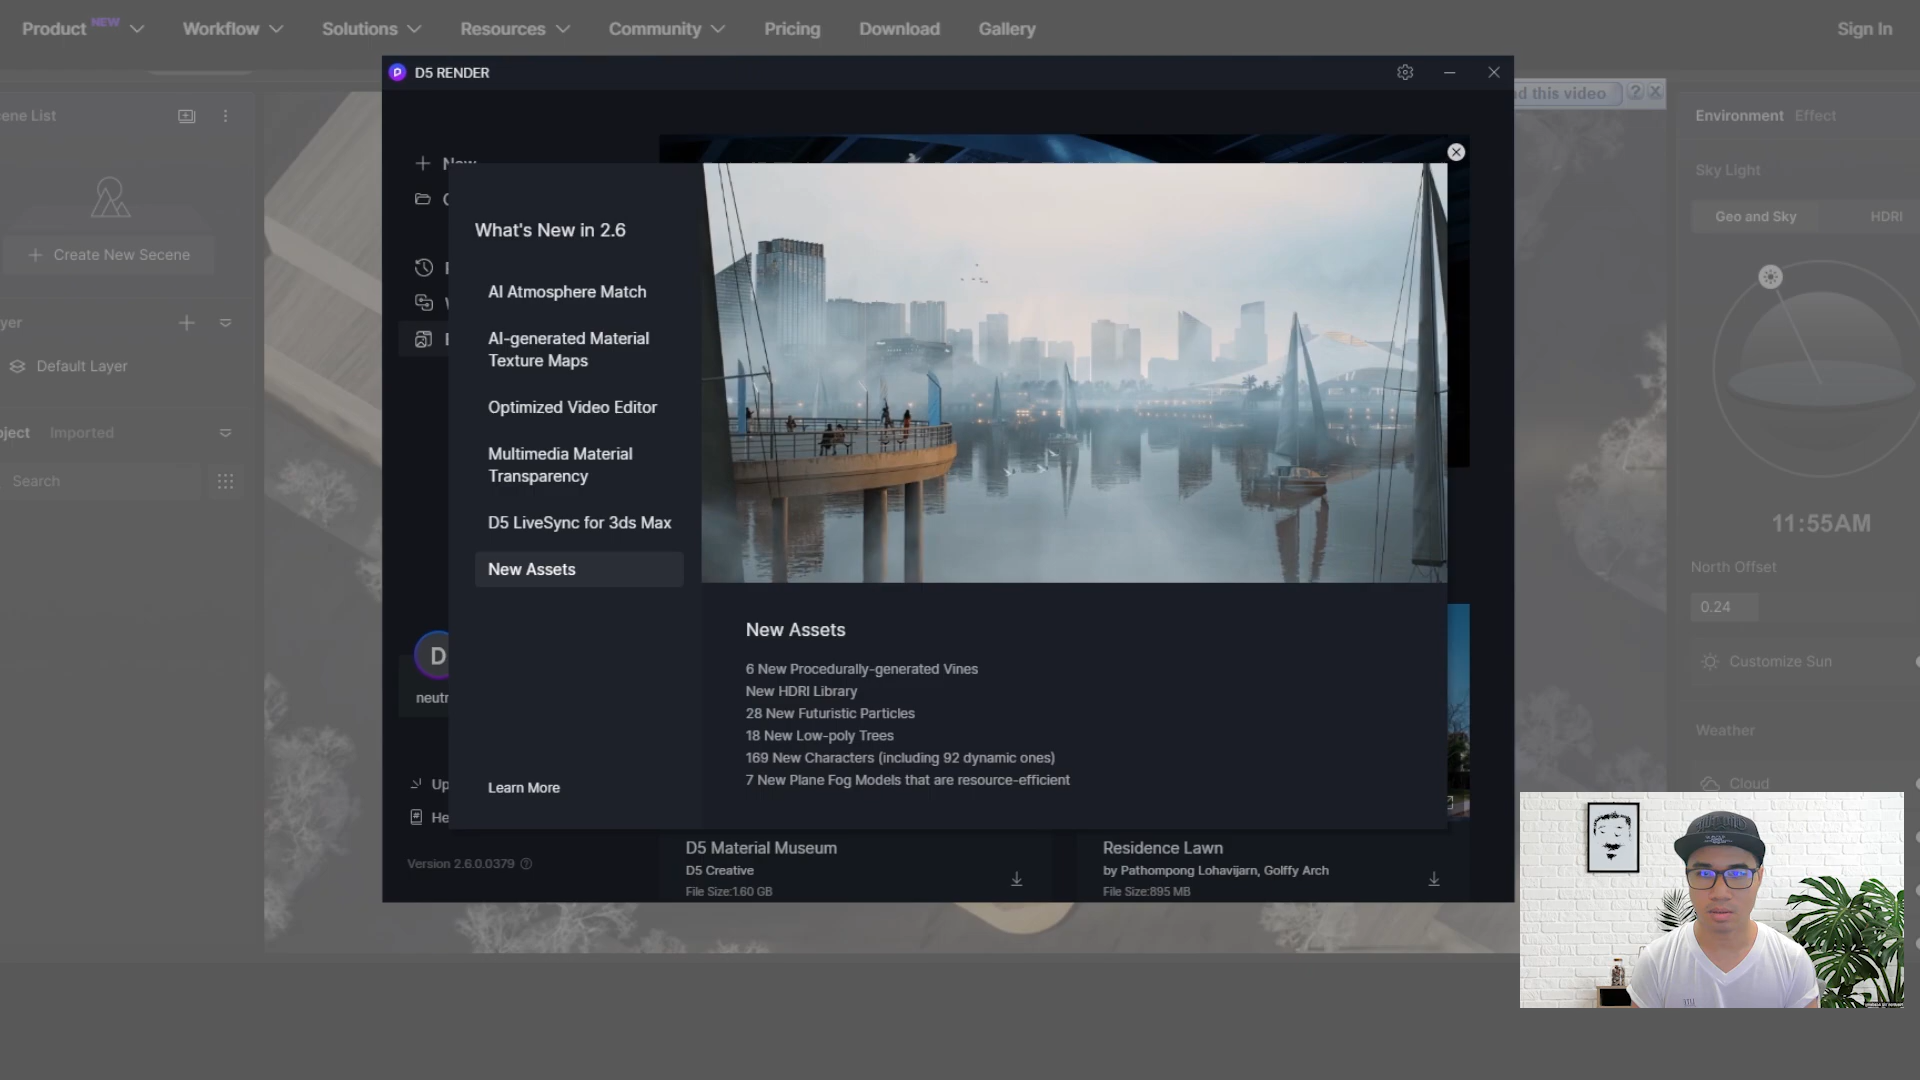 Product NEW
Workflow
Solutions
Resources
Community
Pricing
Download
Gallery
Sign In
D5 RENDER
d this video
?
ene List
Create New Secene
yer
Default Layer
ject
Imported
Search
What's New in 2.6
AI Atmosphere Match
AI-generated Material
Texture Maps
Optimized Video Editor
Multimedia Material
Transparency
D5 LiveSync for 3ds Max
New Assets
Learn More
New Assets
6 New Procedurally-generated Vines
New HDRI Library
28 New Futuristic Particles
18 New Low-poly Trees
169 New Characters (including 92 dynamic ones)
7 New Plane Fog Models that are resource-efficient
D
neutr
Up
He
Version 2.6.0.0379
D5 Material Museum
D5 Creative
File Size:1.60 GB
Residence Lawn
by Pathompong Lohavijarn, Golffy Arch
File Size:895 MB
Environment
Effect
Sky Light
Geo and Sky
HDRI
11:55AM
North Offset
0.24
Customize Sun
Weather
Cloud